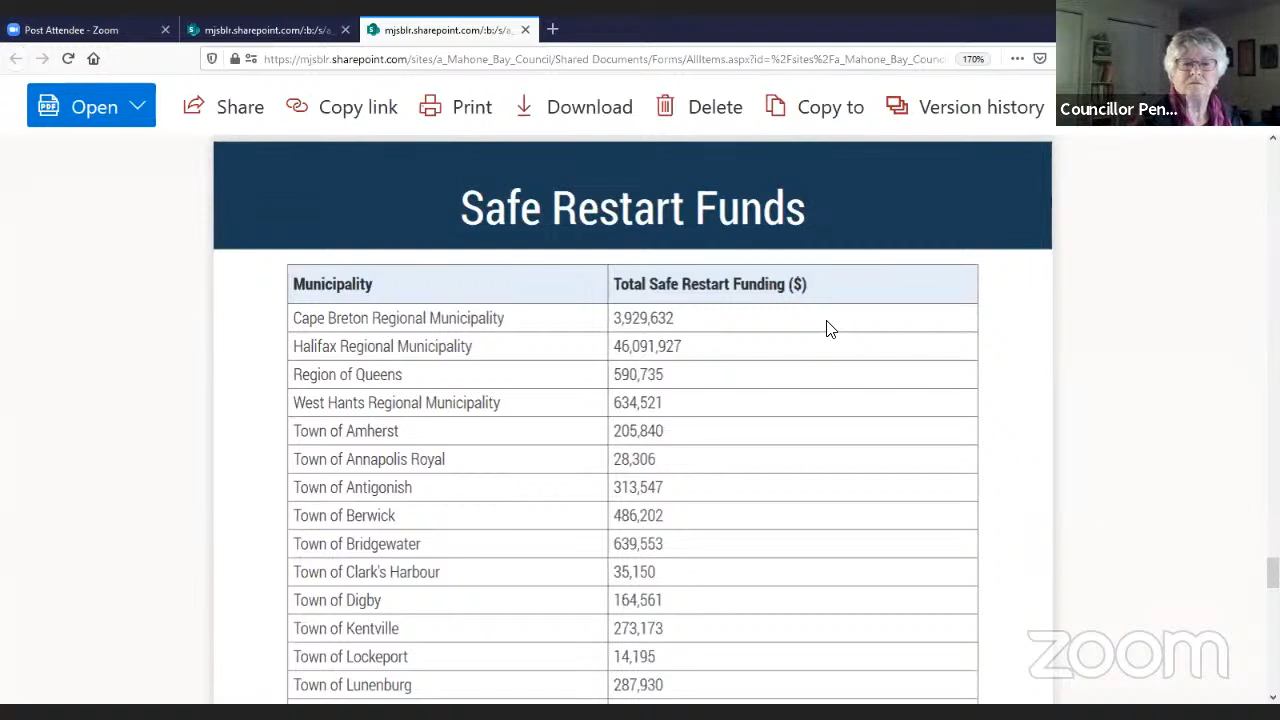 Post Attendee - Zoom
mjsblr.sharepoint.com/:b:/s/a_
mjsblr.sharepoint.com/:b:/s/a_
https://mjsblr.sharepoint.com/sites/a_Mahone_Bay_Council/Shared Documents/Forms/AllItems.aspx?id=%2Fsites%2Fa_Mahone_Bay_Counc
170%
PDF Open
Share
Copy link
Print
Download
Delete
Copy to
Version history
Councillor Pen...
Safe Restart Funds
Municipality Total Safe Restart Funding ($)
Cape Breton Regional Municipality 3,929,632
Halifax Regional Municipality 46,091,927
Region of Queens 590,735
West Hants Regional Municipality 634,521
Town of Amherst 205,840
Town of Annapolis Royal 28,306
Town of Antigonish 313,547
Town of Berwick 486,202
Town of Bridgewater 639,553
Town of Clark's Harbour 35,150
Town of Digby 164,561
Town of Kentville 273,173
Town of Lockeport 14,195
Town of Lunenburg 287,930
zoom